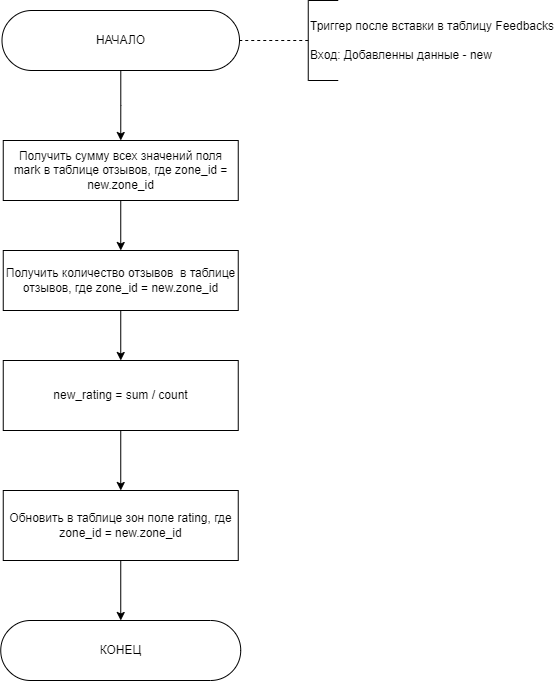 НАЧАЛО
Триггер после вставки в таблицу Feedbacks
Вход: Добавленны данные - new
Получить сумму всех значений поля
mark в таблице отзывов, где zone_id =
new.zone_id
Получить количество отзывов в таблице
отзывов, где zone_id = new.zone_id
new_rating = sum / count
Обновить в таблице зон поле rating, где
zone_id = new.zone_id
КОНЕЦ